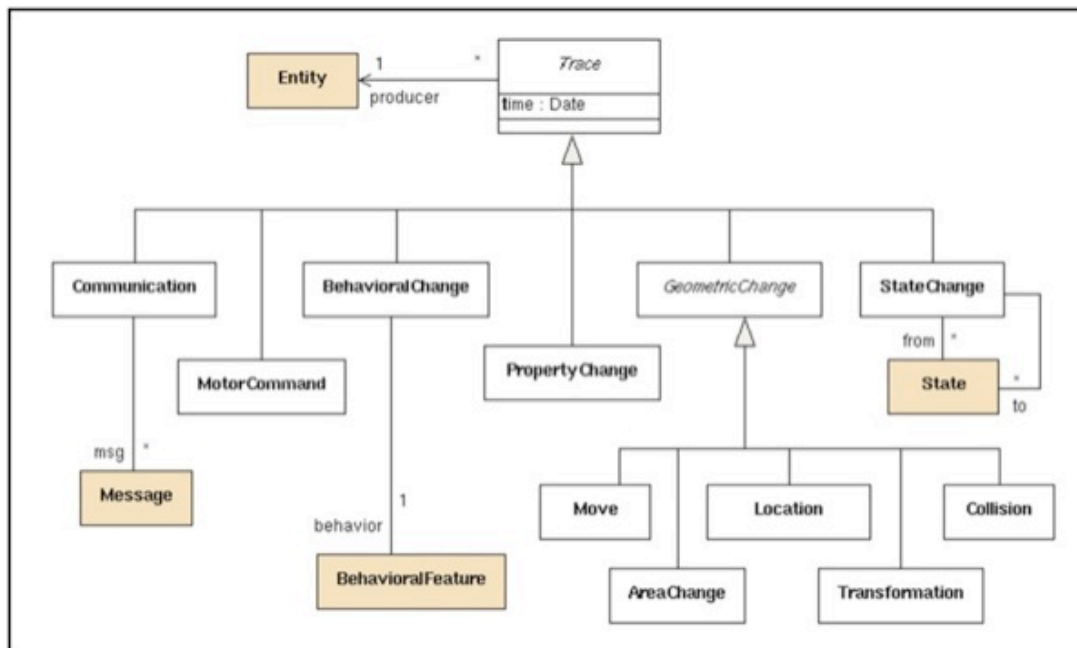 Trace
1
*
Entity
producer
time : Date
Communication
BehavioralChange
GeometricChange
StateChange
MotorCommand
PropertyChange
from
*
State
*
to
msg
*
Message
1
behavior
BehavioralFeature
Move
Location
Collision
AreaChange
Transformation